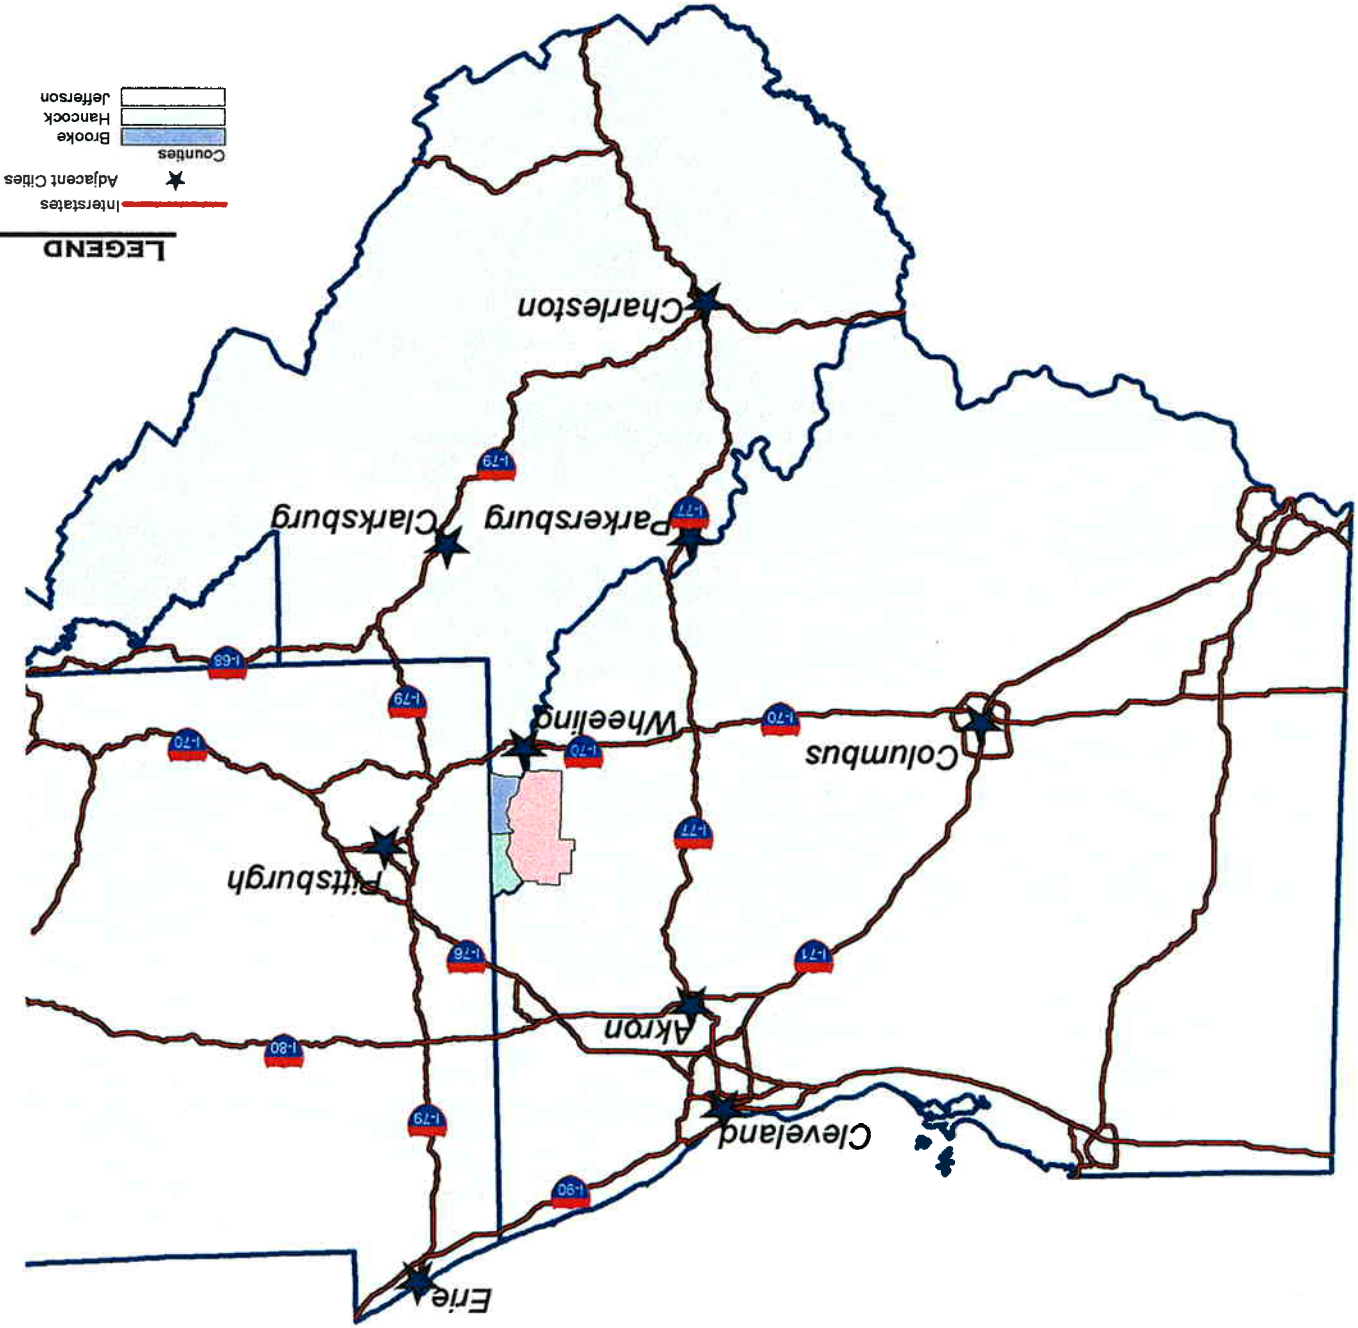 Erie
I-90
Cleveland
I-79
I-80
Akron
I-76
I-71
Pittsburgh
I-77
I-70
Wheeling
I-70
Columbus
I-70
I-79
I-68
Clarksburg
Parkersburg
I-77
I-79
Charleston
LEGEND
Interstates
Adjacent Cities
Counties
Brooke
Hancock
Jefferson